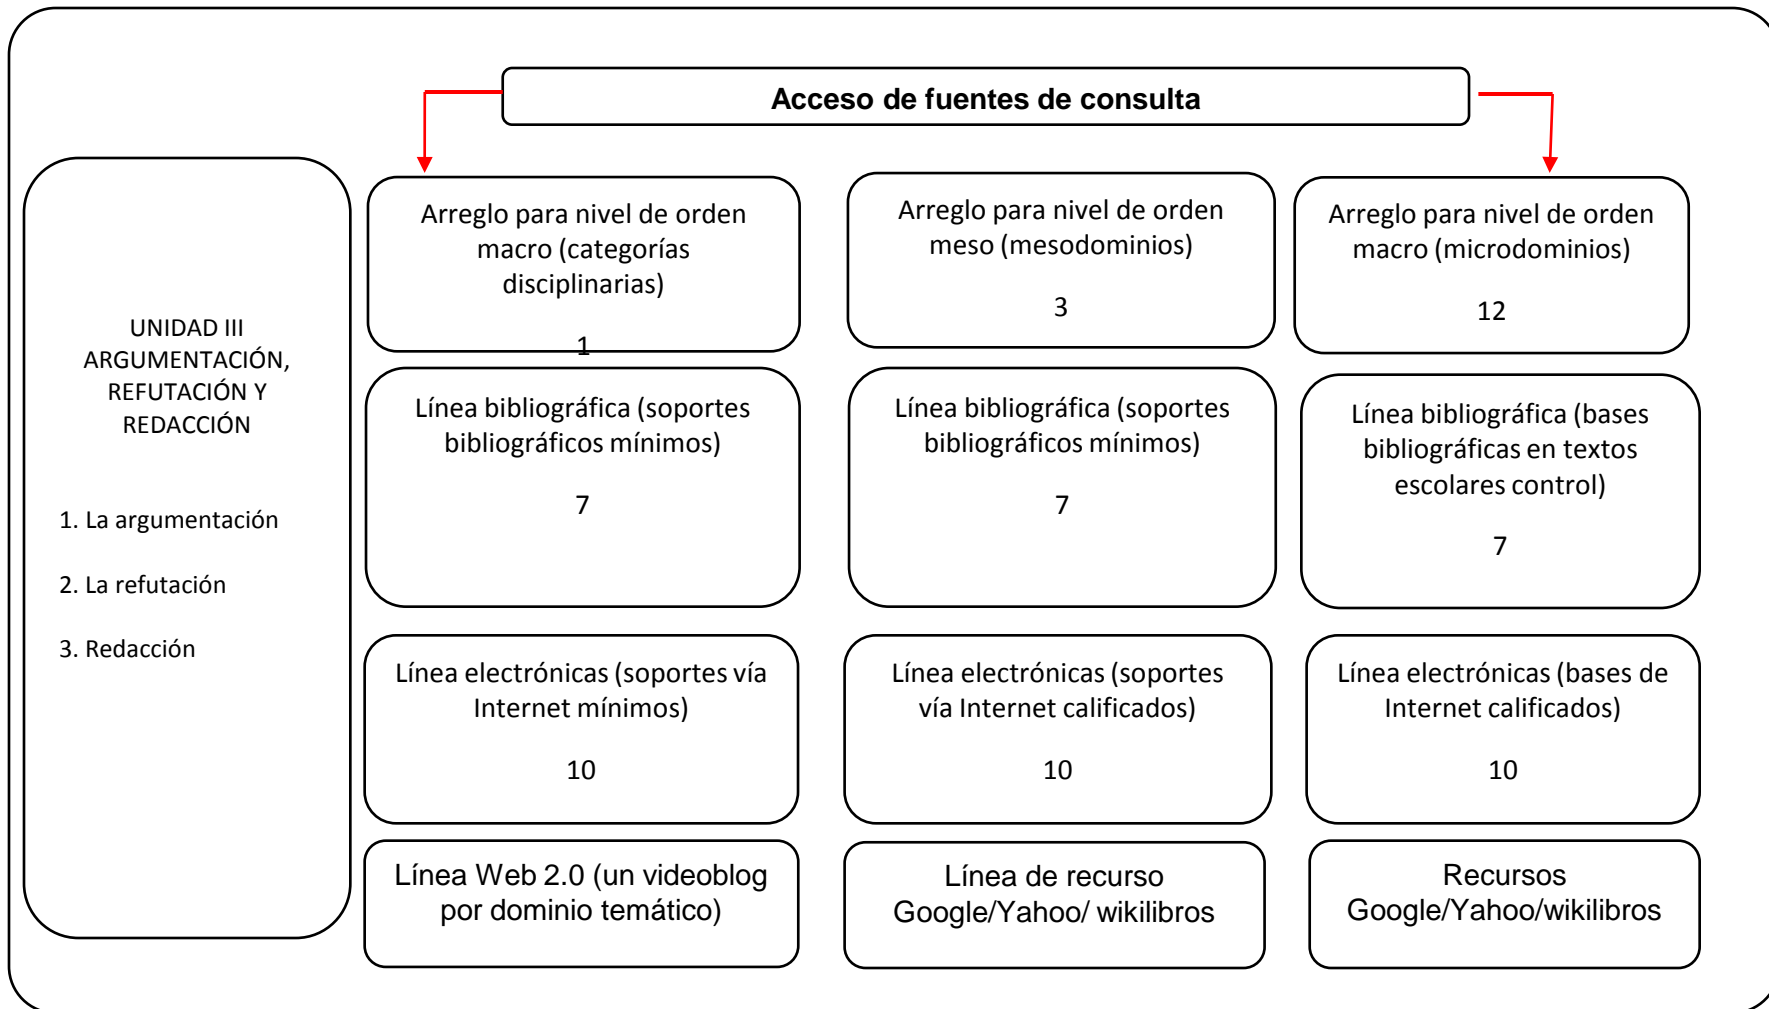 Acceso de fuentes de consulta
UNIDAD III
ARGUMENTACIÓN,
REFUTACIÓN Y
REDACCIÓN
1. La argumentación
2. La refutación
3. Redacción
Arreglo para nivel de orden
macro (categorías
disciplinarias)
1
Arreglo para nivel de orden
meso (mesodominios)
3
Arreglo para nivel de orden
macro (microdominios)
12
Línea bibliográfica (soportes
bibliográficos mínimos)
7
Línea bibliográfica (soportes
bibliográficos mínimos)
7
Línea bibliográfica (bases
bibliográficas en textos
escolares control)
7
Línea electrónicas (soportes vía
Internet mínimos)
10
Línea electrónicas (soportes
vía Internet calificados)
10
Línea electrónicas (bases de
Internet calificados)
10
Línea Web 2.0 (un videoblog
por dominio temático)
Línea de recurso
Google/Yahoo/ wikilibros
Recursos
Google/Yahoo/wikilibros